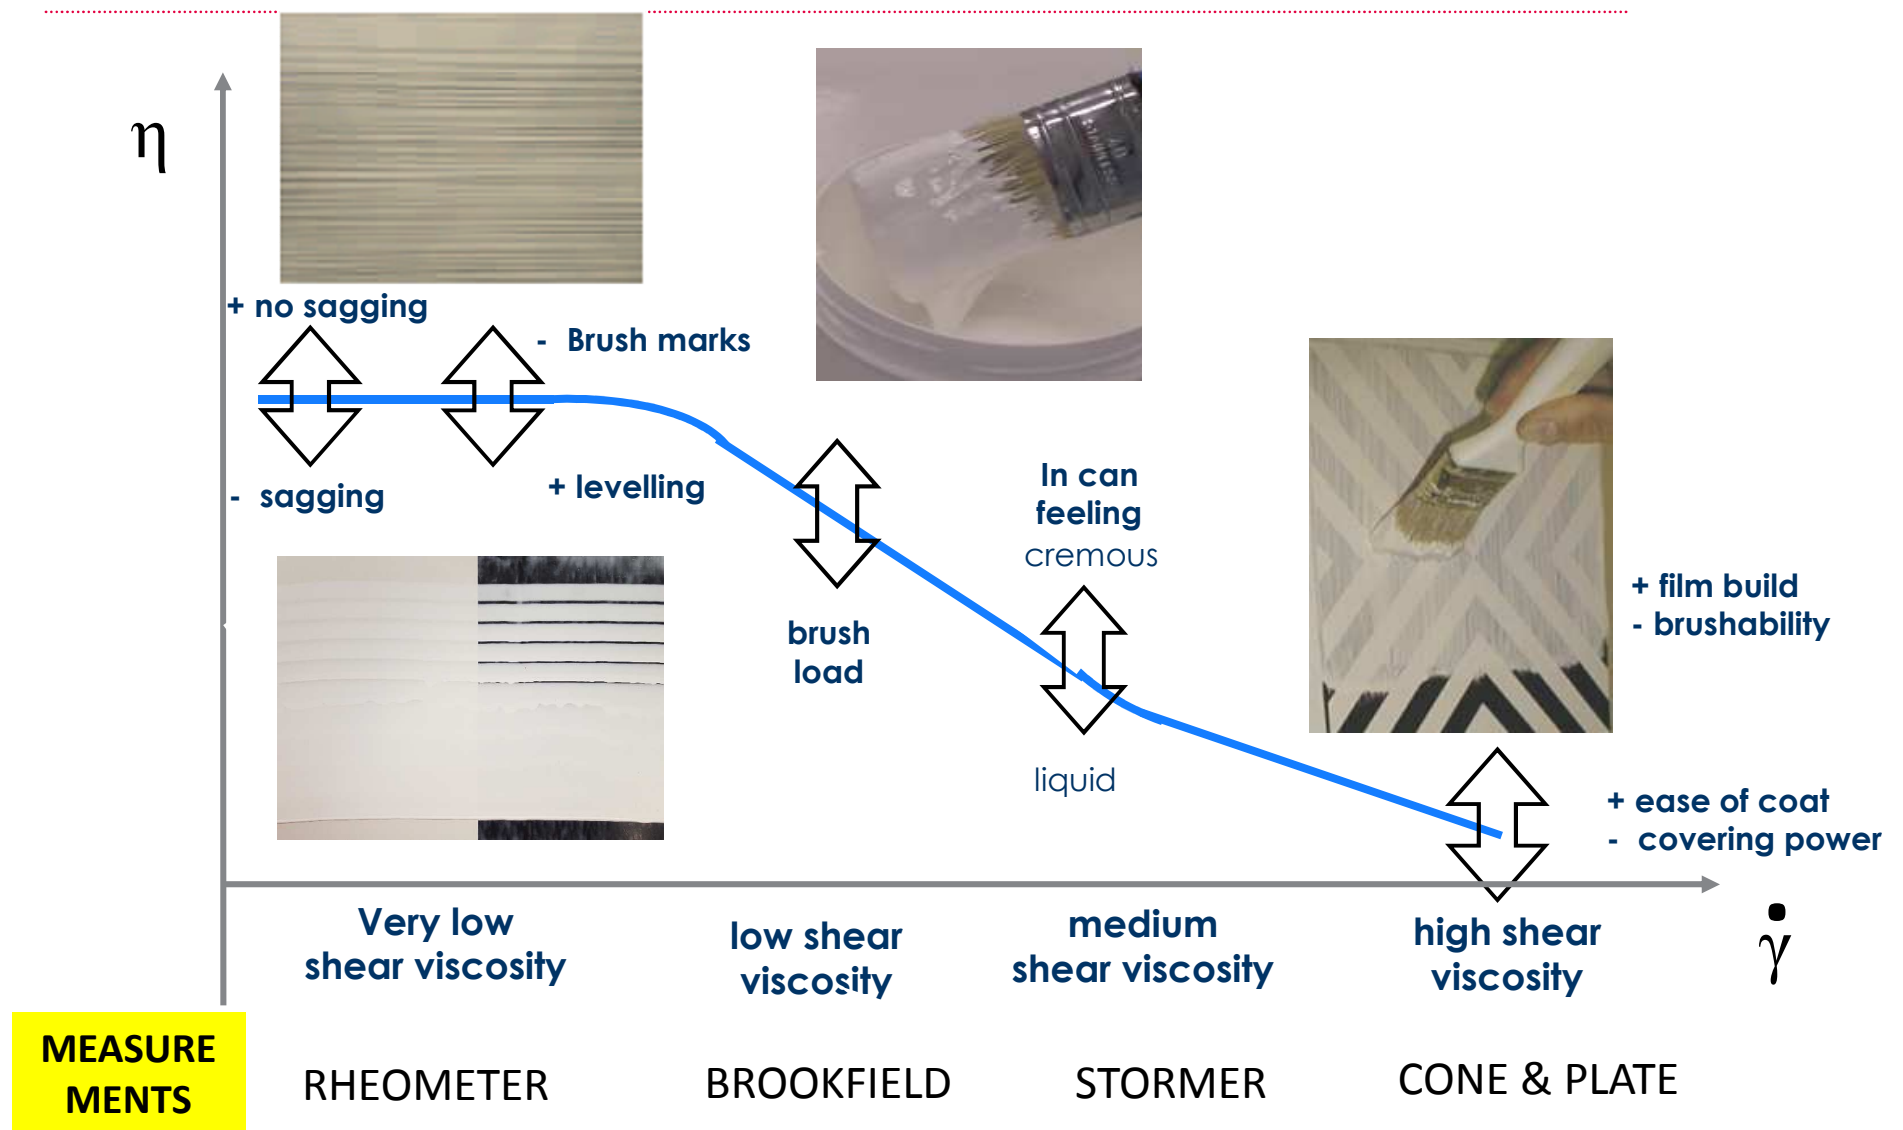 η
+ no sagging
- Brush marks
- sagging
+ levelling
brush
load
In can
feeling
cremous
liquid
+ film build
- brushability
+ ease of coat
- covering power
Very low
shear viscosity
low shear
viscosity
medium
shear viscosity
high shear
viscosity
γ̇
MEASURE
MENTS
RHEOMETER
BROOKFIELD
STORMER
CONE & PLATE